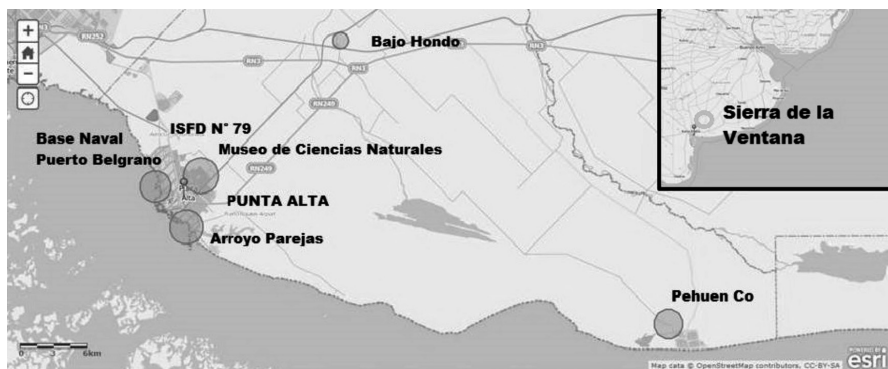 RN252
RN3
RN3
RN3
RN3
RN249
RN249
Bajo Hondo
ISFD N° 79
Base Naval
Puerto Belgrano
Museo de Ciencias Naturales
Alta
PUNTA ALTA
Arroyo Parejas
Pehuen Co
Sierra de la
Ventana
0 3 6km
Map data © OpenStreetMap contributors, CC-BY-SA
POWERED BY
esri